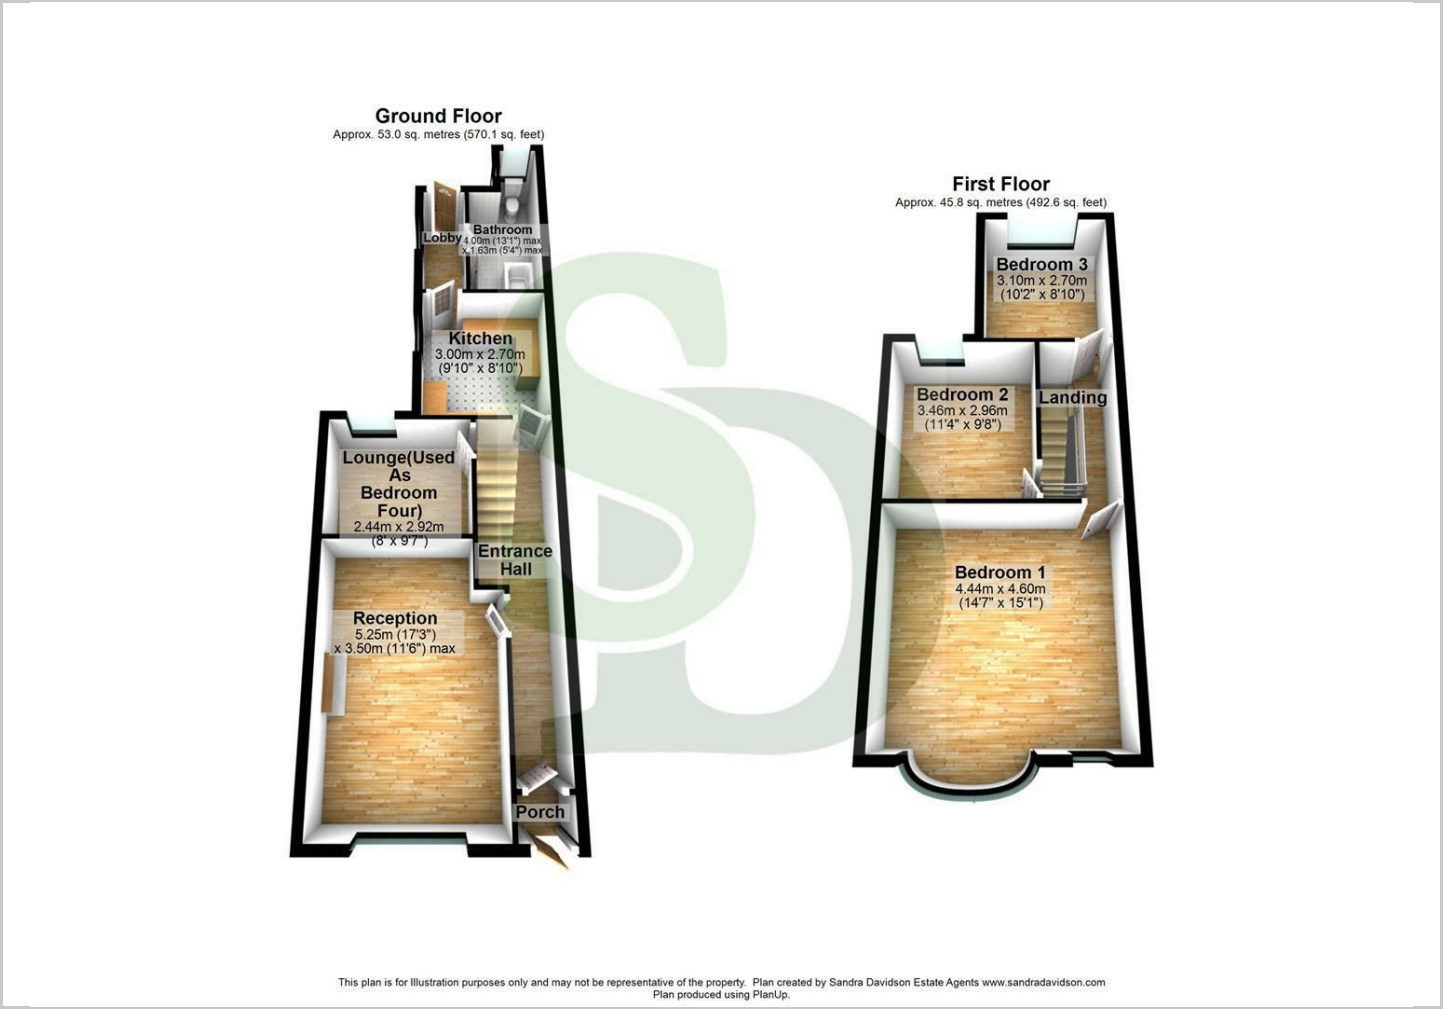 Ground Floor
Approx. 53.0 sq. metres (570.1 sq. feet)
Bathroom
4.00m (13'1") max
x 1.63m (5'4") max
Lobby
Kitchen
3.00m x 2.70m
(9'10" x 8'10")
Lounge(Used
As
Bedroom
Four)
2.44m x 2.92m
(8' x 9'7")
Entrance
Hall
Reception
5.25m (17'3")
x 3.50m (11'6") max
Porch
First Floor
Approx. 45.8 sq. metres (492.6 sq. feet)
Bedroom 3
3.10m x 2.70m
(10'2" x 8'10")
Bedroom 2
3.46m x 2.96m
(11'4" x 9'8")
Landing
Bedroom 1
4.44m x 4.60m
(14'7" x 15'1")
SD
This plan is for Illustration purposes only and may not be representative of the property. Plan created by Sandra Davidson Estate Agents www.sandradavidson.com
Plan produced using PlanUp.